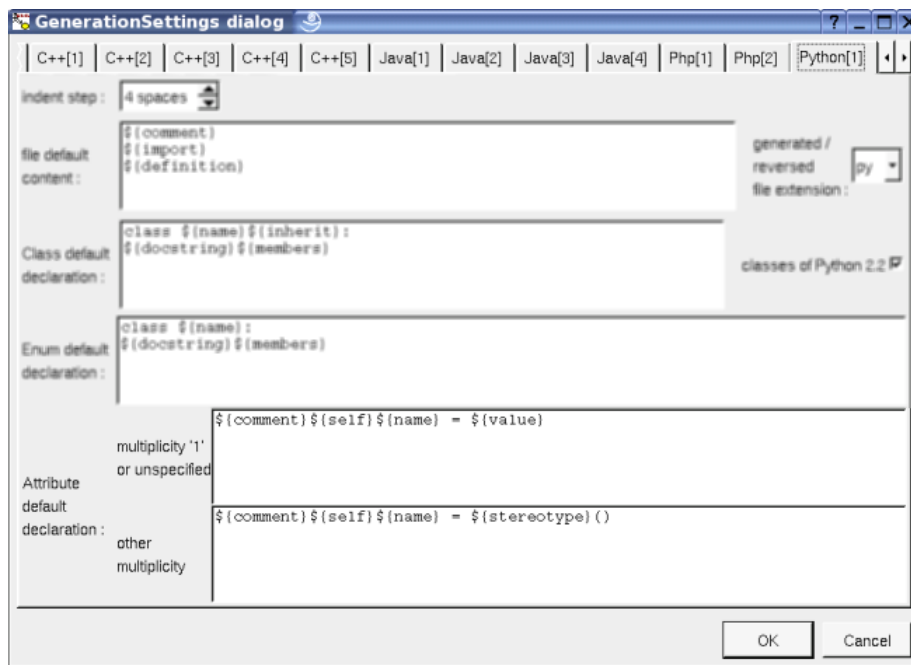 GenerationSettings dialog
C++[1] C++[2] C++[3] C++[4] C++[5] Java[1] Java[2] Java[3] Java[4] Php[1] Php[2] Python[1]
indent step : 4 spaces
file default
content :
${comment}
${import}
${definition}
generated /
reversed
file extension :
py
Class default
declaration :
class ${name}${inherit}:
${docstring}${members}
classes of Python 2.2
Enum default
declaration :
class ${name}:
${docstring}${members}
Attribute
default
declaration :
multiplicity '1'
or unspecified
${comment}${self}${name} = ${value}
other
multiplicity
${comment}${self}${name} = ${stereotype}()
OK Cancel